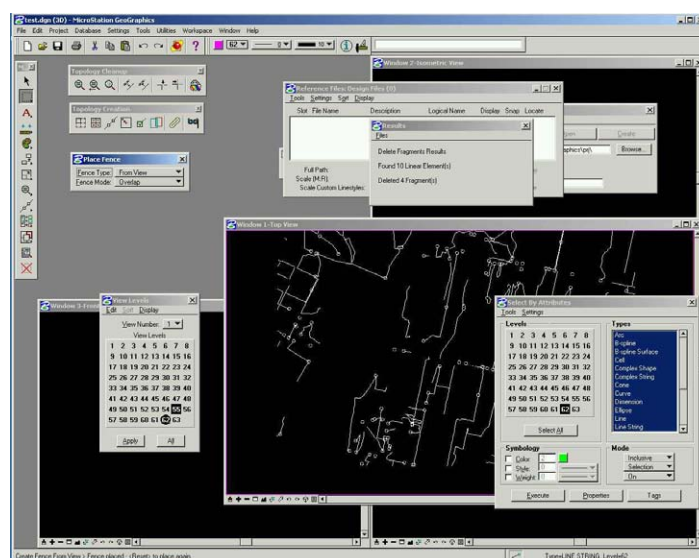 test.dgn (3D) - MicroStation GeoGraphics
File Edit Project Database Settings Tools Utilities Workspace Window Help
62 0 10
Topology Cleanup
Topology Creation
Place Fence
Fence Type: From View
Fence Mode: Overlap
Window 2-Isometric View
Reference Files: Design Files (0)
Tools Settings Sort Display
Slot File Name Description Logical Name Display Snap Locate
Full Path:
Scale (M:R):
Scale Custom Linestyles:
Results
Files
Delete Fragments Results
Found 10 Linear Element(s)
Deleted 4 Fragment(s)
Create
Browse...
Window 1-Top View
Window 3-Front
View Levels
Edit Sort Display
View Number: 1
View Levels
1 2 3 4 5 6 7 8
9 10 11 12 13 14 15 16
17 18 19 20 21 22 23 24
25 26 27 28 29 30 31 32
33 34 35 36 37 38 39 40
41 42 43 44 45 46 47 48
49 50 51 52 53 54 55 56
57 58 59 60 61 62 63
Apply All
Select By Attributes
Tools Settings
Levels
1 2 3 4 5 6 7 8
9 10 11 12 13 14 15 16
17 18 19 20 21 22 23 24
25 26 27 28 29 30 31 32
33 34 35 36 37 38 39 40
41 42 43 44 45 46 47 48
49 50 51 52 53 54 55 56
57 58 59 60 61 62 63
Select All
Types
Arc
B-spline
B-spline Surface
Cell
Complex Shape
Complex String
Cone
Curve
Dimension
Ellipse
Line
Line String
Symbology
Color:
Style: 0
Weight: 0
Mode
Inclusive
Selection
On
Execute Properties Tags
Create Fence From View > Fence placed - <Reset> to place again
Type=LINE STRING, Level=62